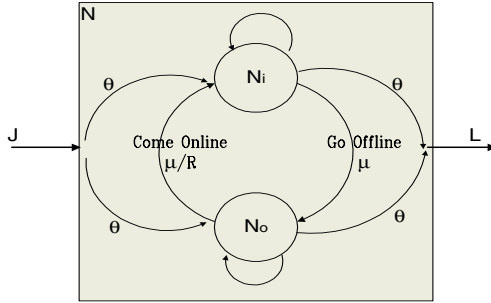 N
Ni
θ
θ
J
Come Online
μ/R
Go Offline
μ
L
θ
No
θ